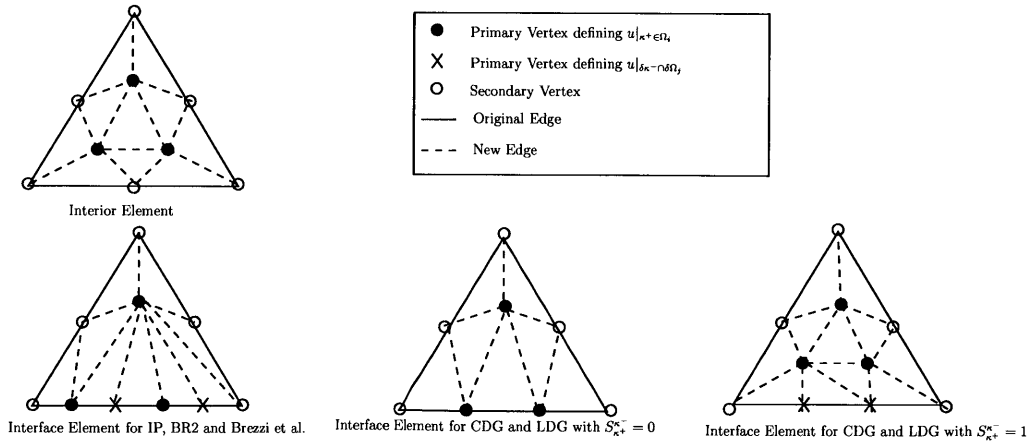 Primary Vertex defining u|κ+∈Ωi
Primary Vertex defining u|δκ−∩δΩj
Secondary Vertex
Original Edge
New Edge
Interior Element
Interface Element for IP, BR2 and Brezzi et al.
Interface Element for CDG and LDG with S^κ−_κ+ = 0
Interface Element for CDG and LDG with S^κ−_κ+ = 1